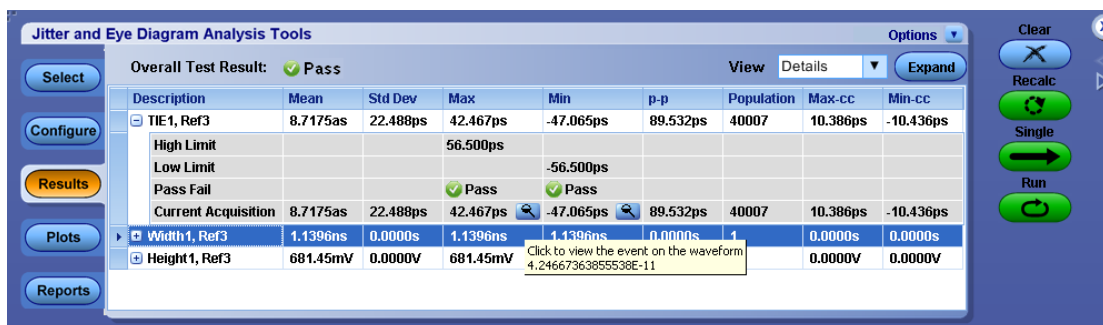 Jitter and Eye Diagram Analysis Tools Options Clear
Overall Test Result: Pass View Details Expand
Select Recalc
Description Mean Std Dev Max Min p-p Population Max-cc Min-cc
TIE1, Ref3 8.7175as 22.488ps 42.467ps -47.065ps 89.532ps 40007 10.386ps -10.436ps
Configure Single
High Limit 56.500ps
Low Limit -56.500ps
Results Run
Pass Fail Pass Pass
Current Acquisition 8.7175as 22.488ps 42.467ps -47.065ps 89.532ps 40007 10.386ps -10.436ps
Plots Width1, Ref3 1.1396ns 0.0000s 1.1396ns 1.1396ns 0.0000s 1 0.0000s 0.0000s
Click to view the event on the waveform
4.24667363855538E-11
Height1, Ref3 681.45mV 0.0000V 681.45mV 0.0000V 0.0000V
Reports